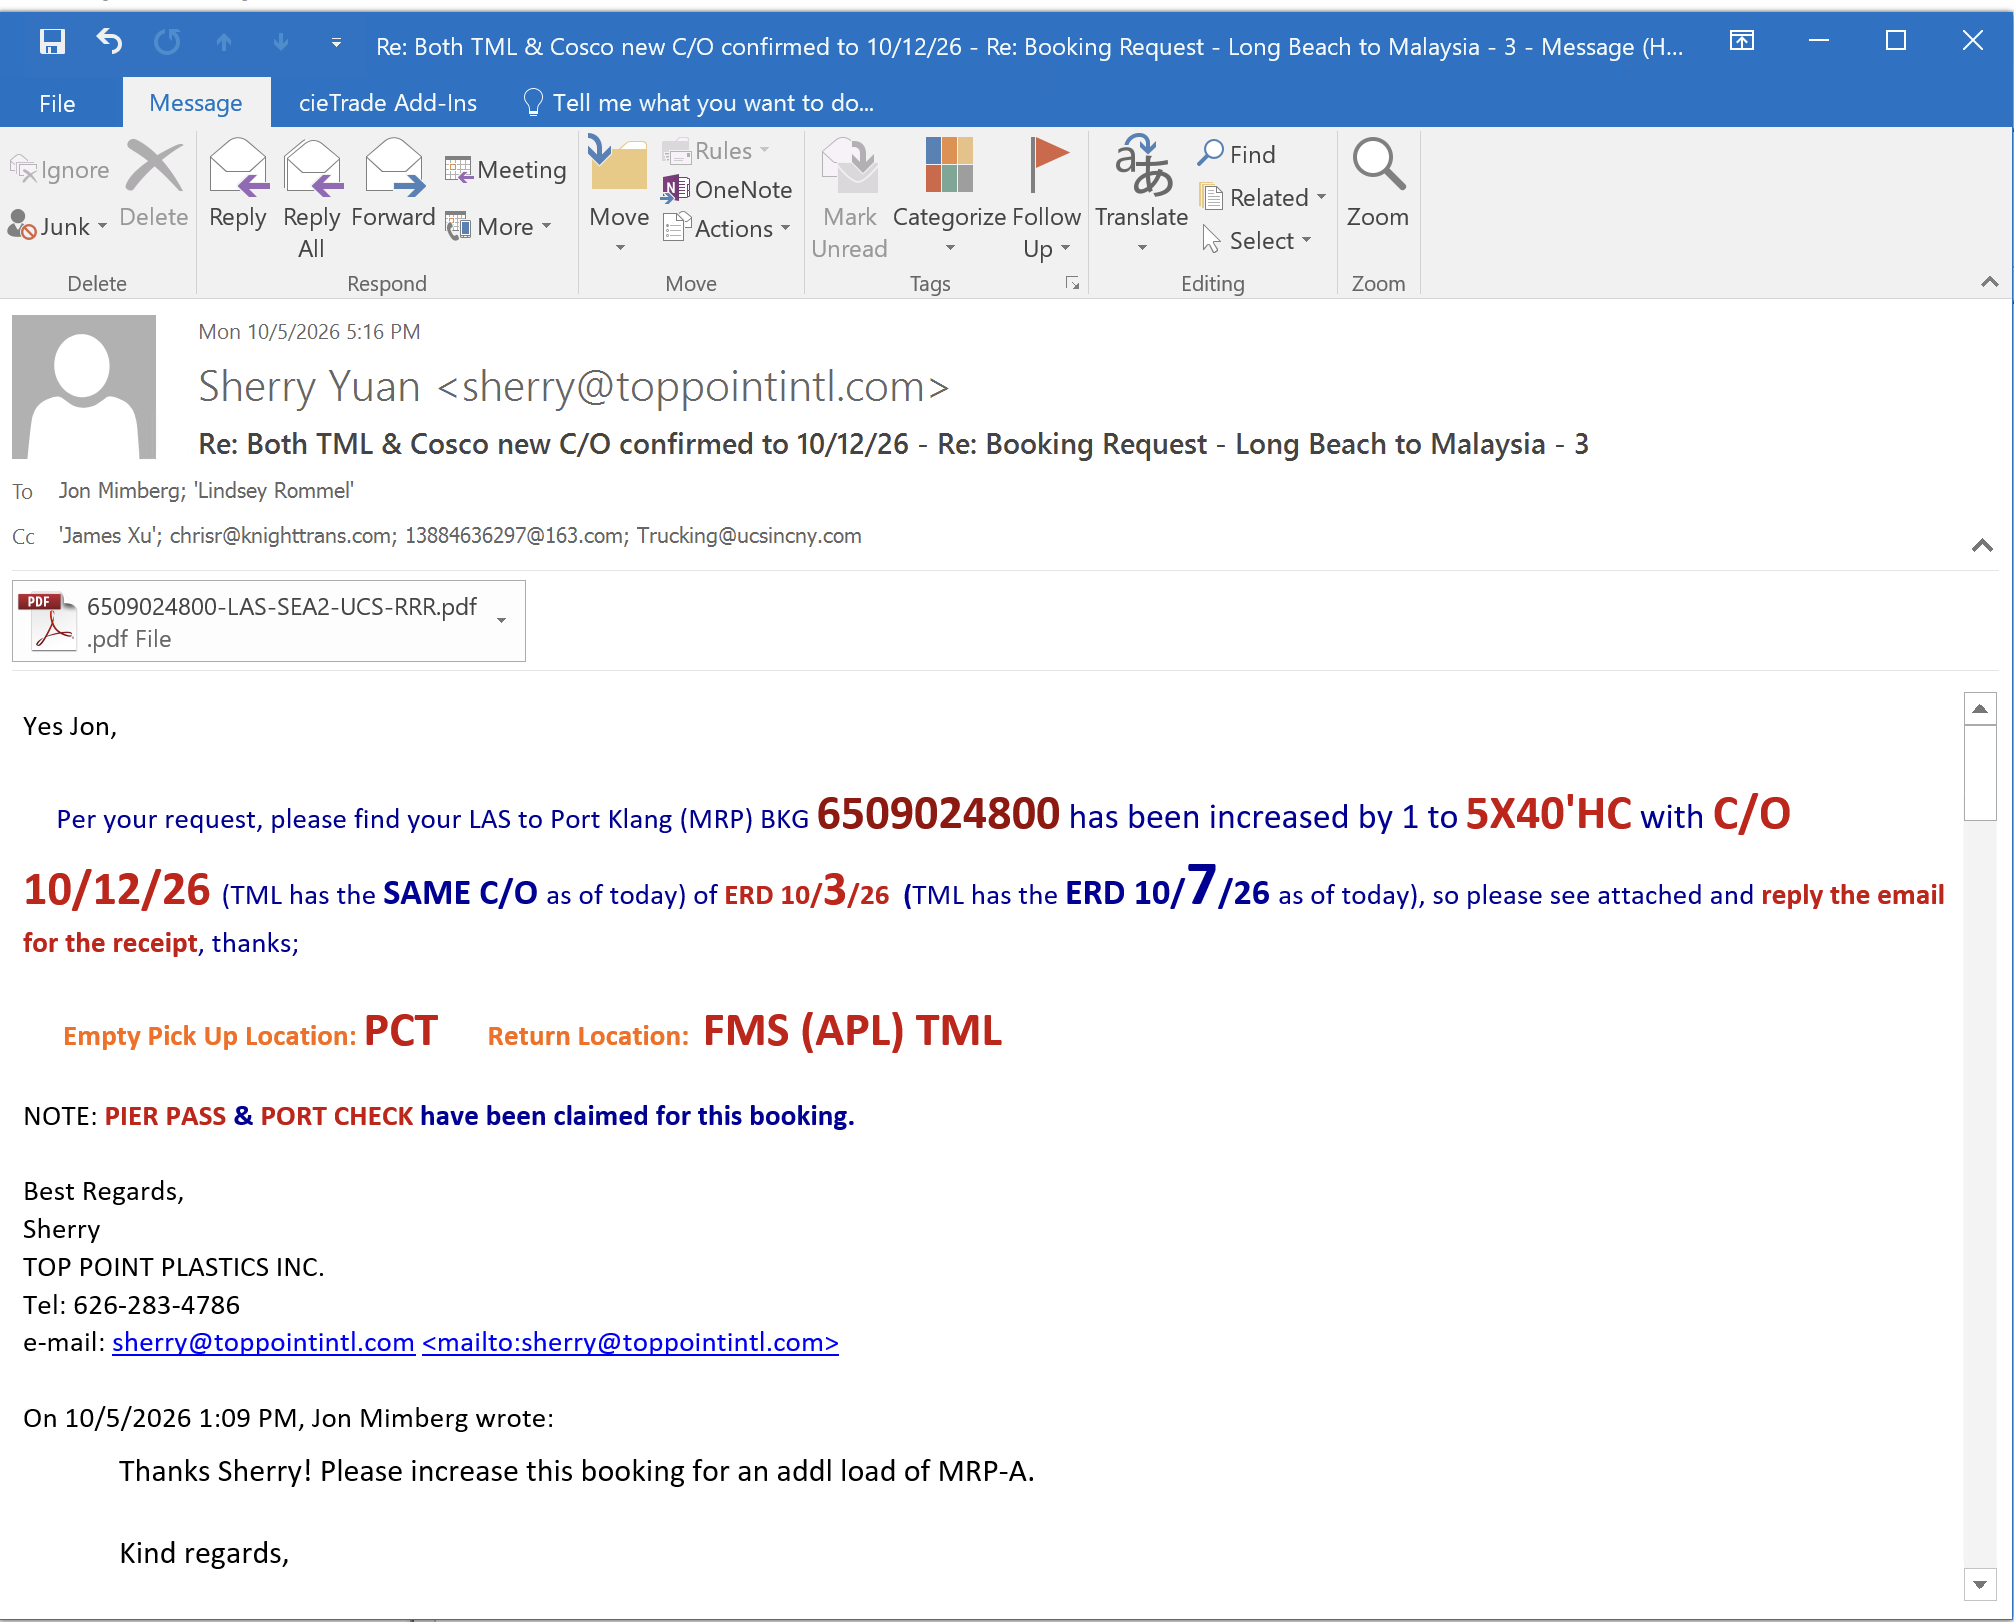 Re: Both TML & Cosco new C/O confirmed to 10/12/26 - Re: Booking Request - Long Beach to Malaysia - 3 - Message (H...
File Message cieTrade Add-Ins Tell me what you want to do...
Ignore
Junk
Delete
Delete
Reply
Reply All
Forward
Meeting
More
Respond
Move
Rules
OneNote
Actions
Move
Mark Unread
Categorize
Follow Up
Tags
Translate
Find
Related
Select
Editing
Zoom
Zoom
Mon 10/5/2026 5:16 PM
Sherry Yuan <sherry@toppointintl.com>
Re: Both TML & Cosco new C/O confirmed to 10/12/26 - Re: Booking Request - Long Beach to Malaysia - 3
To Jon Mimberg; 'Lindsey Rommel'
Cc 'James Xu'; chrisr@knighttrans.com; 13884636297@163.com; Trucking@ucsincny.com
PDF
6509024800-LAS-SEA2-UCS-RRR.pdf
.pdf File
Yes Jon,
Per your request, please find your LAS to Port Klang (MRP) BKG 6509024800 has been increased by 1 to 5X40'HC with C/O
10/12/26 (TML has the SAME C/O as of today) of ERD 10/3/26 (TML has the ERD 10/7/26 as of today), so please see attached and reply the email
for the receipt, thanks;
Empty Pick Up Location: PCT Return Location: FMS (APL) TML
NOTE: PIER PASS & PORT CHECK have been claimed for this booking.
Best Regards,
Sherry
TOP POINT PLASTICS INC.
Tel: 626-283-4786
e-mail: sherry@toppointintl.com <mailto:sherry@toppointintl.com>
On 10/5/2026 1:09 PM, Jon Mimberg wrote:
Thanks Sherry! Please increase this booking for an addl load of MRP-A.
Kind regards,